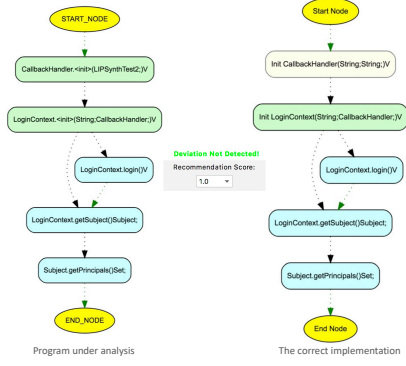 START_NODE
CallbackHandler.<init>(LIPSynthTest2;)V
LoginContext.<init>(String;CallbackHandler;)V
LoginContext.login()V
LoginContext.getSubject()Subject;
Subject.getPrincipals()Set;
END_NODE
Program under analysis
Deviation Not Detected!
Recommendation Score:
1.0
Start Node
Init CallbackHandler(String;String;)V
Init LoginContext(String;CallbackHandler;)V
LoginContext.login()V
LoginContext.getSubject()Subject;
Subject.getPrincipals()Set;
End Node
The correct implementation